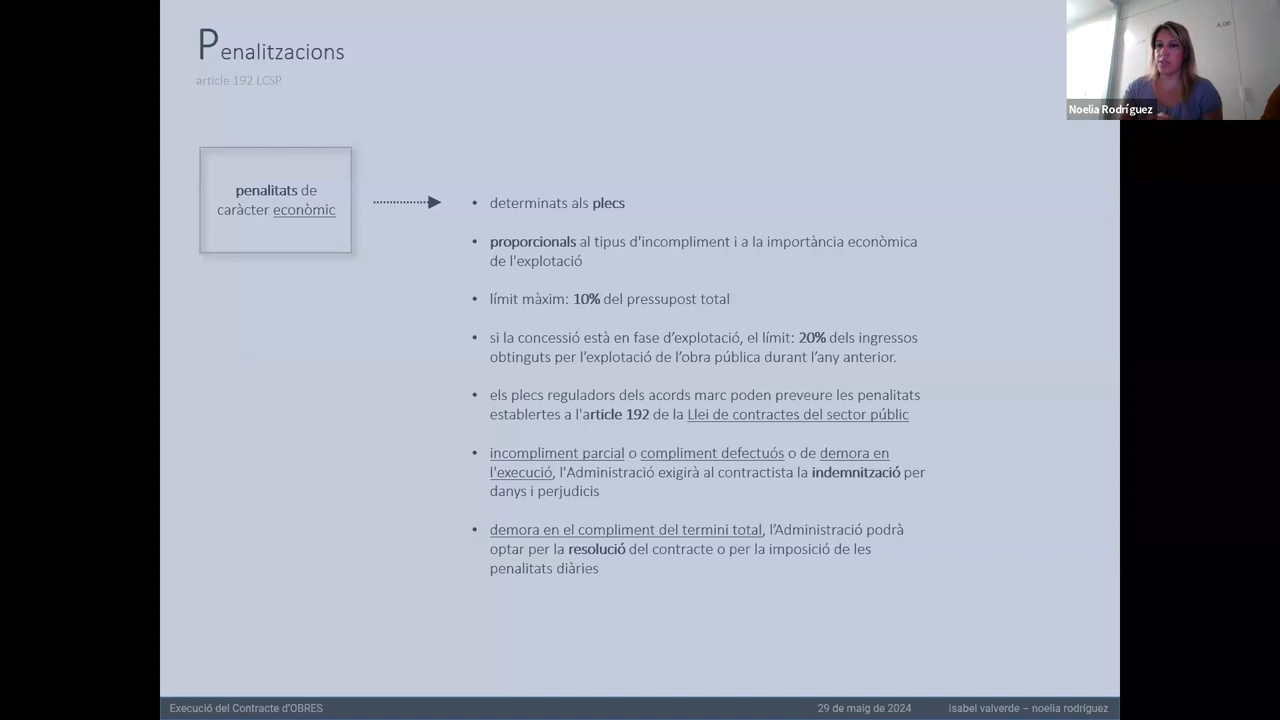 Penalitzacions
article 192 LCSP
A.06
Noelia Rodríguez
penalitats de
caràcter econòmic
• determinats als plecs
• proporcionals al tipus d'incompliment i a la importància econòmica
de l'explotació
• límit màxim: 10% del pressupost total
• si la concessió està en fase d’explotació, el límit: 20% dels ingressos
obtinguts per l’explotació de l’obra pública durant l’any anterior.
• els plecs reguladors dels acords marc poden preveure les penalitats
establertes a l'article 192 de la Llei de contractes del sector públic
• incompliment parcial o compliment defectuós o de demora en
l'execució, l'Administració exigirà al contractista la indemnització per
danys i perjudicis
• demora en el compliment del termini total, l’Administració podrà
optar per la resolució del contracte o per la imposició de les
penalitats diàries
Execució del Contracte d'OBRES
29 de maig de 2024
isabel valverde – noelia rodríguez